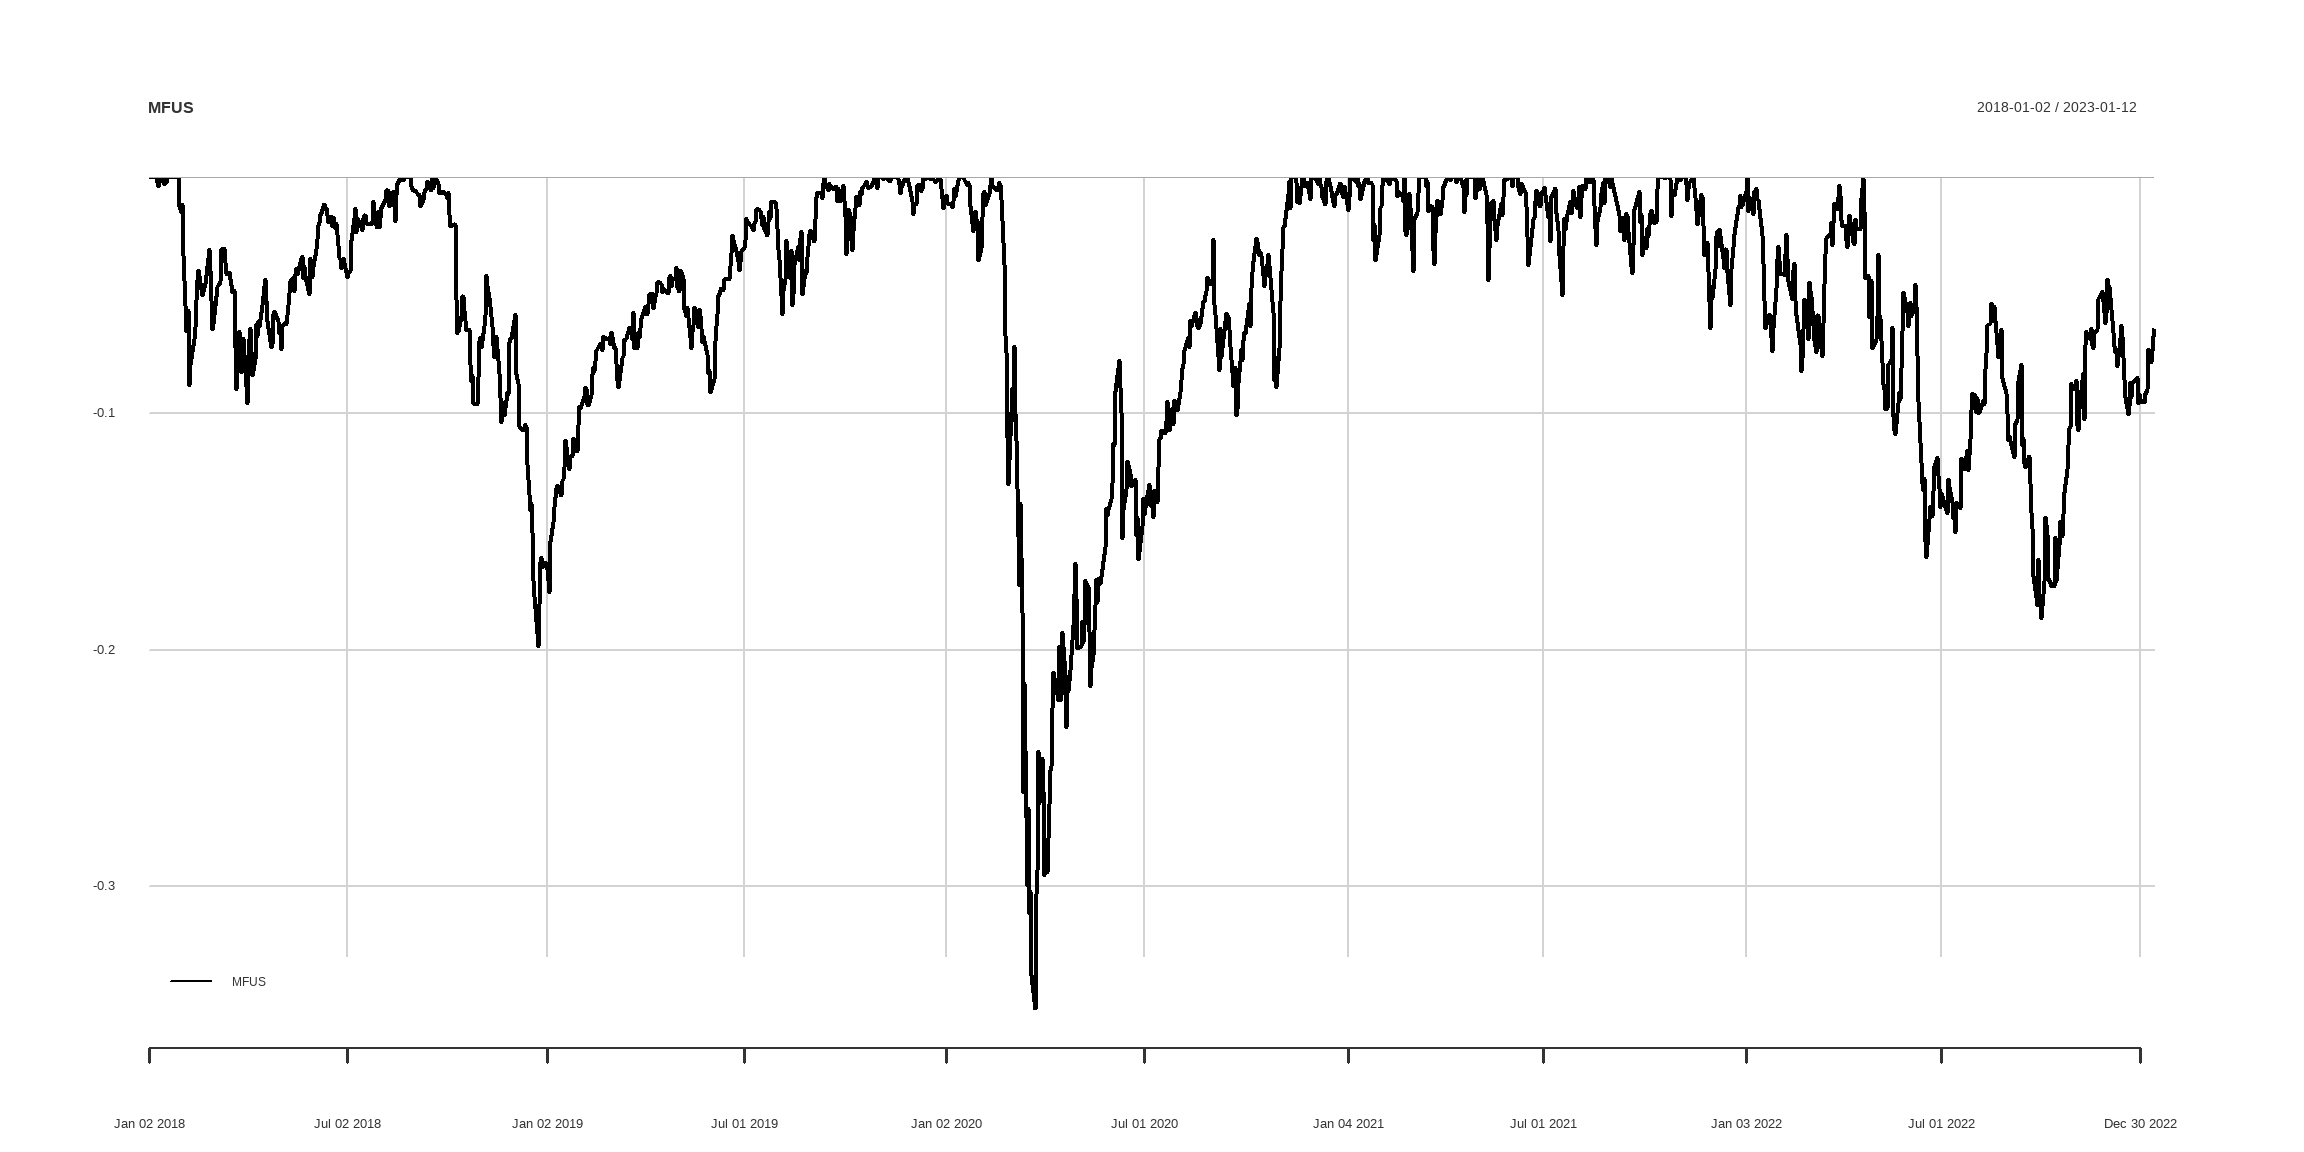 MFUS
2018-01-02 / 2023-01-12
-0.1
-0.2
-0.3
MFUS
Jan 02 2018
Jul 02 2018
Jan 02 2019
Jul 01 2019
Jan 02 2020
Jul 01 2020
Jan 04 2021
Jul 01 2021
Jan 03 2022
Jul 01 2022
Dec 30 2022